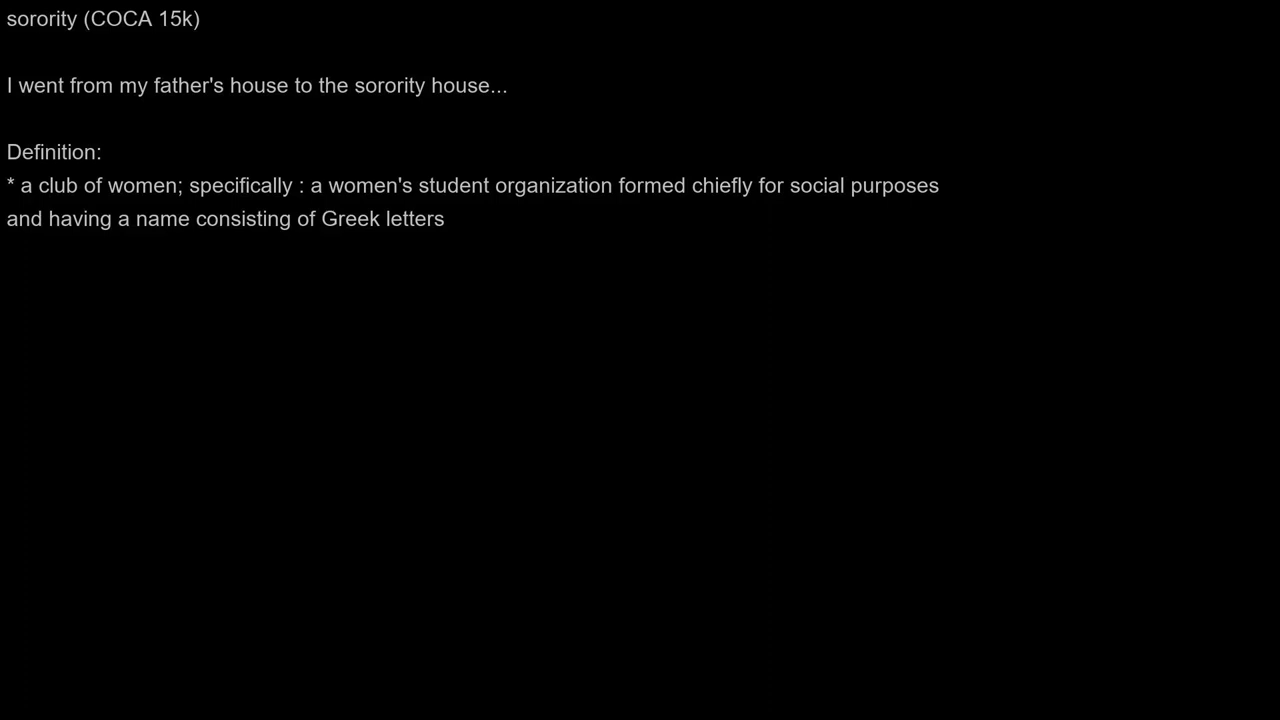 sorority (COCA 15k)
I went from my father's house to the sorority house...
Definition:
* a club of women; specifically : a women's student organization formed chiefly for social purposes
and having a name consisting of Greek letters